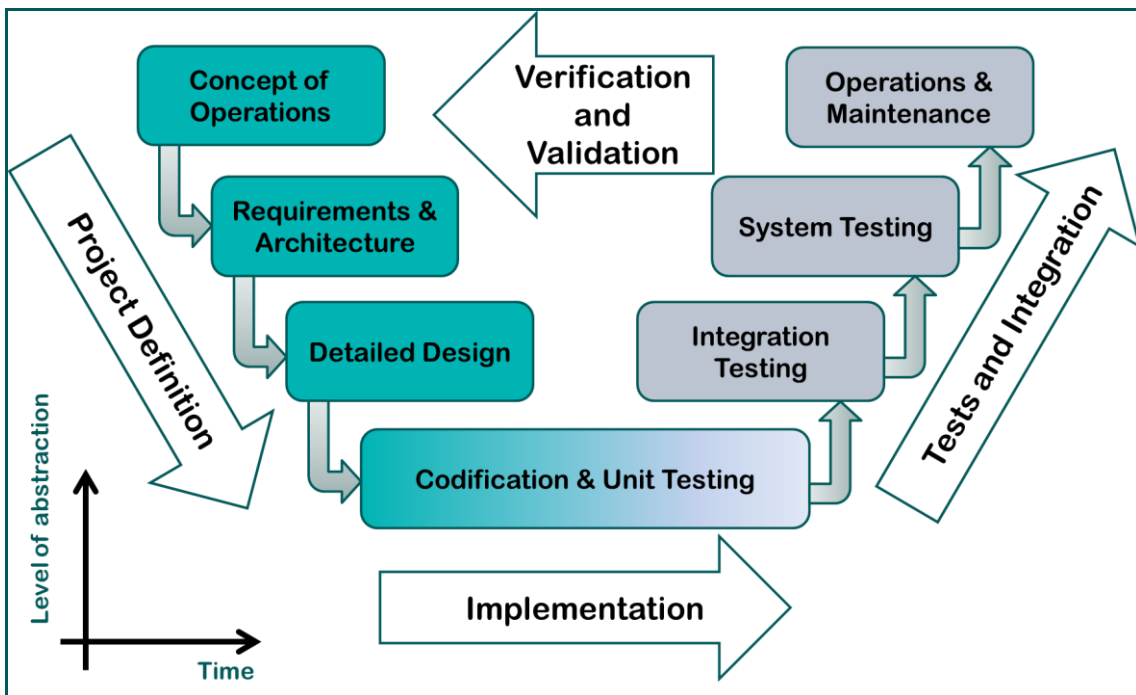 Concept of
Operations
Verification
and
Validation
Operations &
Maintenance
Requirements &
Architecture
System Testing
Project Definition
Detailed Design
Integration
Testing
Tests and Integration
Codification & Unit Testing
Level of abstraction
Implementation
Time